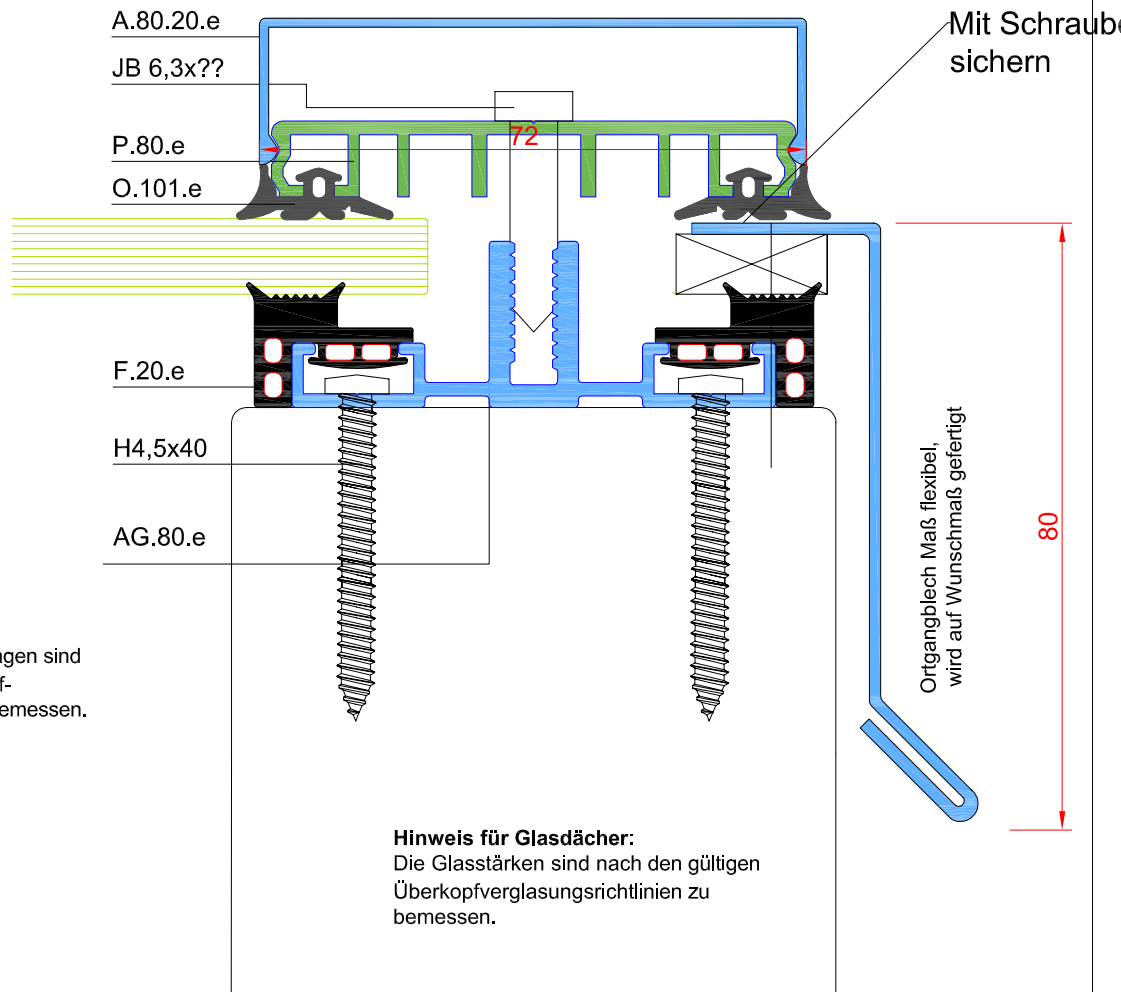 A.80.20.e
Mit Schraube
sichern
JB 6,3x??
72
P.80.e
O.101.e
F.20.e
H4,5x40
AG.80.e
80
Ortgangblech Maß flexibel,
wird auf Wunschmaß gefertigt
agen sind
f-
emessen.
Hinweis für Glasdächer:
Die Glasstärken sind nach den gültigen
Überkopfverglasungsrichtlinien zu
bemessen.